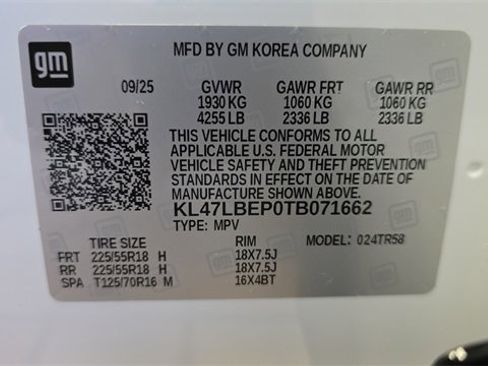 gm
MFD BY GM KOREA COMPANY
09/25 GVWR GAWR FRT GAWR RR
1930 KG 1060 KG 1060 KG
4255 LB 2336 LB 2336 LB
THIS VEHICLE CONFORMS TO ALL
APPLICABLE U.S. FEDERAL MOTOR
VEHICLE SAFETY AND THEFT PREVENTION
STANDARDS IN EFFECT ON THE DATE OF
MANUFACTURE SHOWN ABOVE.
KL47LBEP0TB071662
TYPE: MPV
TIRE SIZE RIM MODEL: 024TR58
FRT 225/55R18 H 18X7.5J
RR 225/55R18 H 18X7.5J
SPA T125/70R16 M 16X4BT